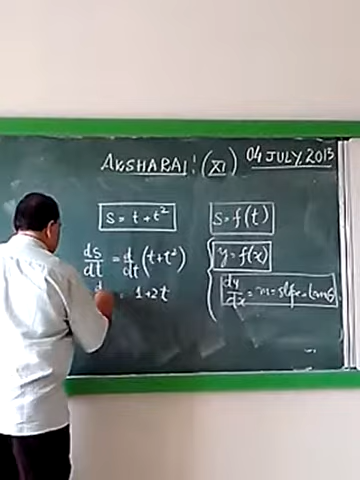 AKSHARAI! (XI) 04 JULY, 2013
s = t + t²
ds/dt = d/dt (t + t²)
d = 1 + 2t
s = f(t)
y = f(x)
dy/dx = m = slope = tanθ